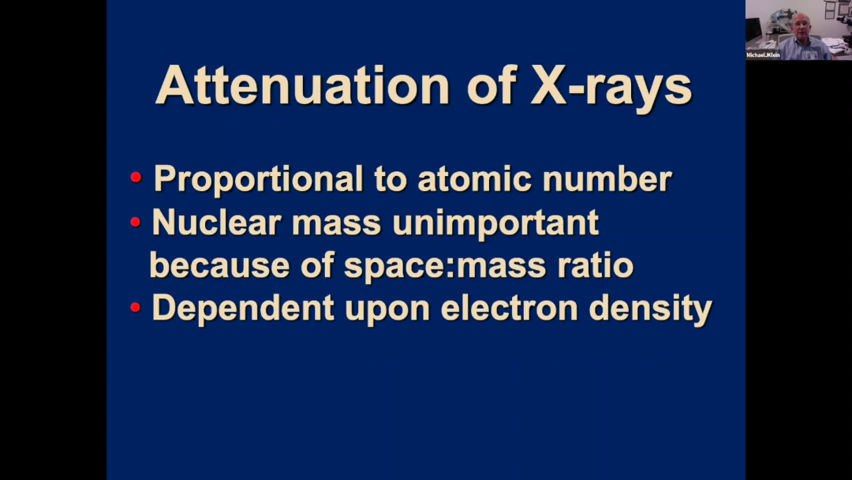 Attenuation of X-rays
• Proportional to atomic number
• Nuclear mass unimportant
because of space:mass ratio
• Dependent upon electron density
Michael.Klein